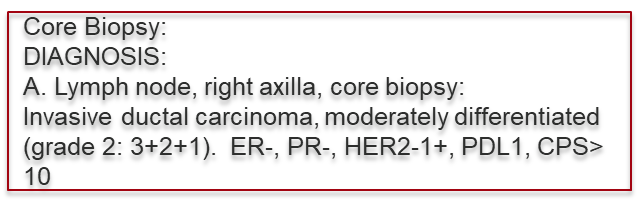 Core Biopsy:
DIAGNOSIS:
A. Lymph node, right axilla, core biopsy:
Invasive ductal carcinoma, moderately differentiated
(grade 2: 3+2+1).  ER-, PR-, HER2-1+, PDL1, CPS>
10